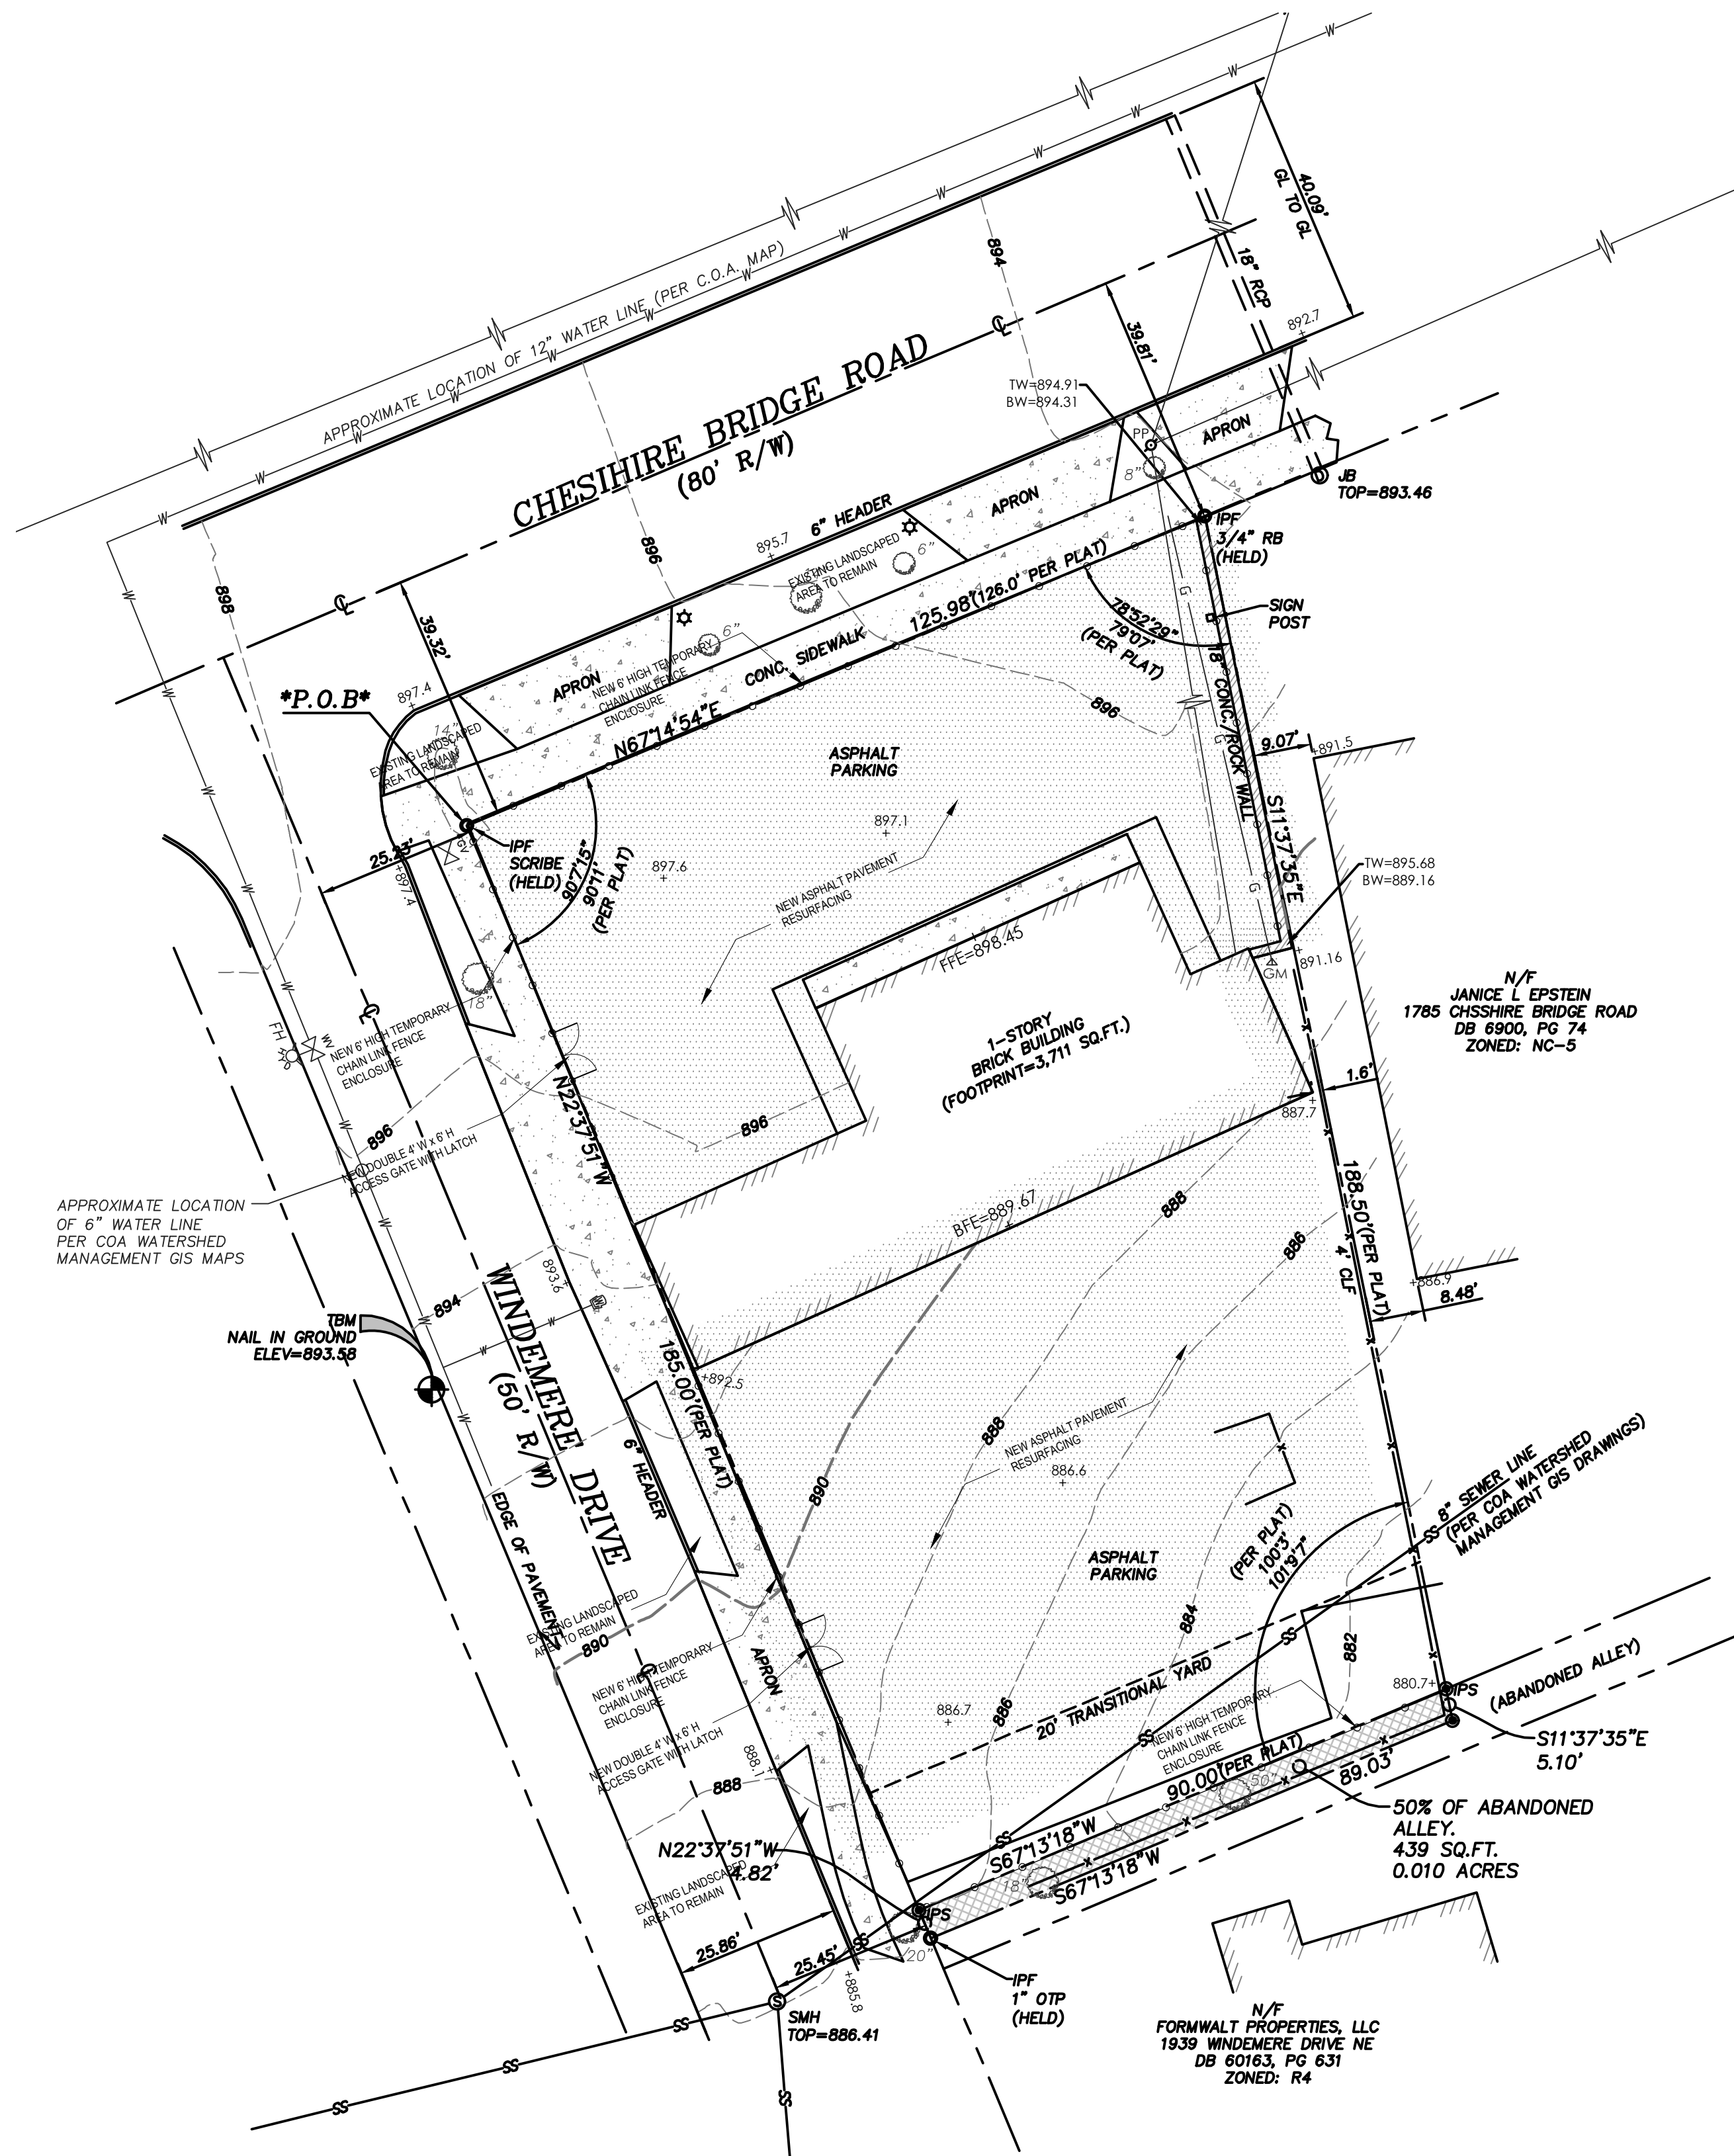 40.09'
GL TO GL
894
18" RCP
APPROXIMATE LOCATION OF 12" WATER LINE (PER C.O.A. MAP)
CHESIHIRE BRIDGE ROAD
(80' R/W)
39.81'
892.7
TW=894.91
BW=894.31
PP
8"
APRON
JB
TOP=893.46
898
896
895.7
6" HEADER
APRON
EXISTING LANDSCAPED
AREA TO REMAIN
6"
IPF
3/4" RB
(HELD)
125.98'(126.0' PER PLAT)
78°52'29"
79°07'
(PER PLAT)
SIGN
POST
39.32'
6"
CONC. SIDEWALK
NEW 6' HIGH TEMPORARY
CHAIN LINK FENCE
ENCLOSURE
APRON
*P.O.B*
897.4
14"
EXISTING LANDSCAPED
AREA TO REMAIN
N67°14'54"E
896
18" CONC./ROCK WALL
G
G
G
9.07'
891.5
ASPHALT
PARKING
S11°37'35"E
25.23'
897.4
IPF
SCRIBE
(HELD)
90°7'15"
90°11'
(PER PLAT)
897.6
897.1
NEW ASPHALT PAVEMENT
RESURFACING
TW=895.68
BW=889.16
FFE=898.45
891.16
GM
18"
N/F
JANICE L EPSTEIN
1785 CHSSHIRE BRIDGE ROAD
DB 6900, PG 74
ZONED: NC-5
FH
WV
NEW 6' HIGH TEMPORARY
CHAIN LINK FENCE
ENCLOSURE
1-STORY
BRICK BUILDING
(FOOTPRINT=3,711 SQ.FT.)
1.6'
887.7
N22°37'51"W
896
896
NEW DOUBLE 4' W x 6' H
ACCESS GATE WITH LATCH
APPROXIMATE LOCATION
OF 6" WATER LINE
PER COA WATERSHED
MANAGEMENT GIS MAPS
BFE=889.67
888
886
188.50'(PER PLAT)
4' CLF
886.9
8.48'
893.6
894
WINDEMERE DRIVE
(50' R/W)
TBM
NAIL IN GROUND
ELEV=893.58
892.5
185.00'(PER PLAT)
6" HEADER
890
888
NEW ASPHALT PAVEMENT
RESURFACING
886.6
8" SEWER LINE
(PER COA WATERSHED
MANAGEMENT GIS DRAWINGS)
EDGE OF PAVEMENT
ASPHALT
PARKING
(PER PLAT)
100°3'
101°9'7"
EXISTING LANDSCAPED
AREA TO REMAIN
890
884
882
APRON
NEW 6' HIGH TEMPORARY
CHAIN LINK FENCE
ENCLOSURE
NEW DOUBLE 4' W x 6' H
ACCESS GATE WITH LATCH
886.7
886
20' TRANSITIONAL YARD
NEW 6' HIGH TEMPORARY
CHAIN LINK FENCE
ENCLOSURE
880.7
IPS
(ABANDONED ALLEY)
S11°37'35"E
5.10'
888.1
888
90.00'(PER PLAT)
50"
89.03'
50% OF ABANDONED
ALLEY.
439 SQ.FT.
0.010 ACRES
N22°37'51"W
4.82'
S67°13'18"W
S67°13'18"W
18"
EXISTING LANDSCAPED
AREA TO REMAIN
IPS
25.86'
25.45'
20"
885.8
IPF
1" OTP
(HELD)
S
SMH
TOP=886.41
SS
SS
SS
SS
N/F
FORMWALT PROPERTIES, LLC
1939 WINDEMERE DRIVE NE
DB 60163, PG 631
ZONED: R4